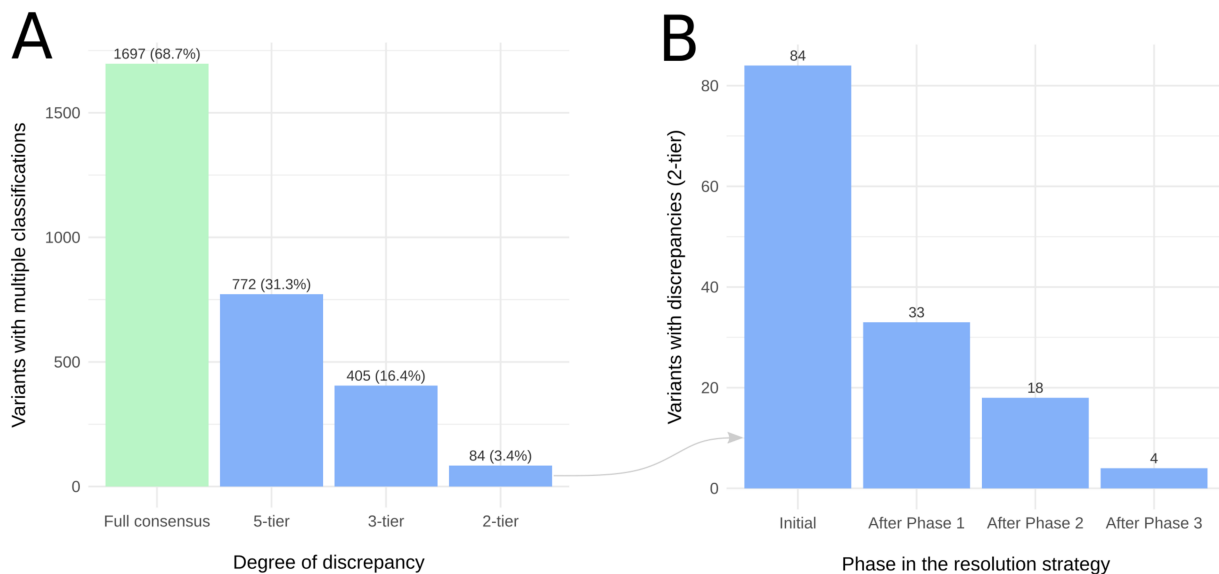 A
Variants with multiple classifications
1500
1000
500
0
1697 (68.7%)
772 (31.3%)
405 (16.4%)
84 (3.4%)
Full consensus
5-tier
3-tier
2-tier
Degree of discrepancy
B
Variants with discrepancies (2-tier)
80
60
40
20
0
84
33
18
4
Initial
After Phase 1
After Phase 2
After Phase 3
Phase in the resolution strategy